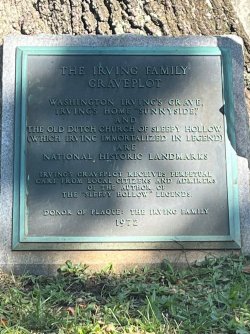 THE IRVING FAMILY
GRAVEPLOT
WASHINGTON IRVING'S GRAVE,
IRVING'S HOME "SUNNYSIDE"
AND
THE OLD DUTCH CHURCH OF SLEEPY HOLLOW
(WHICH IRVING IMMORTALIZED IN LEGEND)
ARE
NATIONAL HISTORIC LANDMARKS
IRVING'S GRAVEPLOT RECEIVES PERPETUAL
CARE FROM LOCAL CITIZENS AND ADMIRERS
OF THE AUTHOR OF
THE "SLEEPY HOLLOW" LEGENDS
DONOR OF PLAQUE: THE IRVING FAMILY
1972